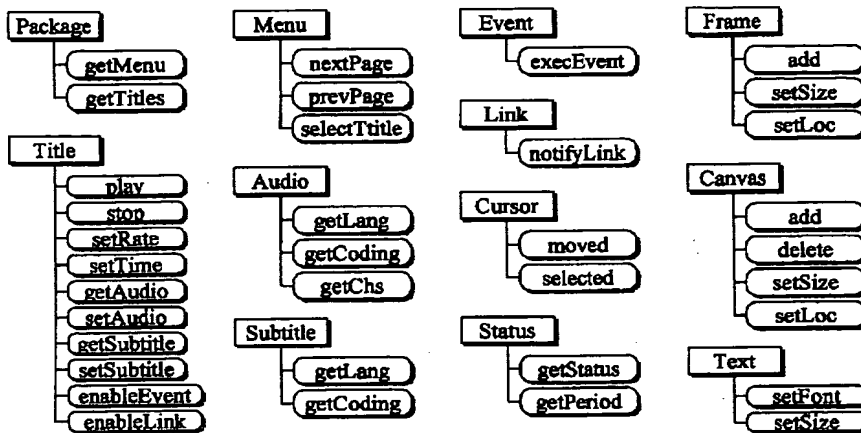 Package
getMenu
getTitles
Title
play
stop
setRate
setTime
getAudio
setAudio
getSubtitle
setSubtitle
enableEvent
enableLink
Menu
nextPage
prevPage
selectTtitle
Audio
getLang
getCoding
getChs
Subtitle
getLang
getCoding
Event
execEvent
Link
notifyLink
Cursor
moved
selected
Status
getStatus
getPeriod
Frame
add
setSize
setLoc
Canvas
add
delete
setSize
setLoc
Text
setFont
setSize